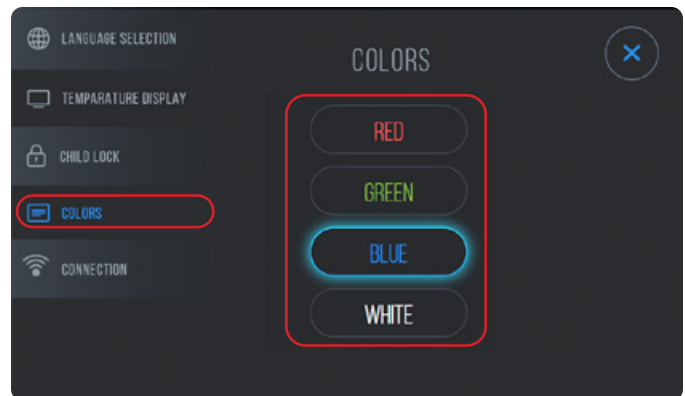 LANGUAGE SELECTION
TEMPARATURE DISPLAY
CHILD LOCK
COLORS
CONNECTION
COLORS
RED
GREEN
BLUE
WHITE